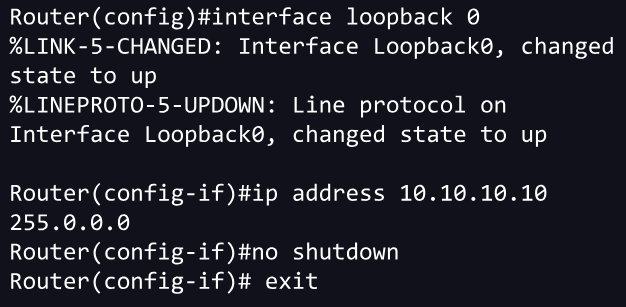 Router(config)#interface loopback 0
%LINK-5-CHANGED: Interface Loopback0, changed
state to up
%LINEPROTO-5-UPDOWN: Line protocol on
Interface Loopback0, changed state to up
Router(config-if)#ip address 10.10.10.10
255.0.0.0
Router(config-if)#no shutdown
Router(config-if)# exit